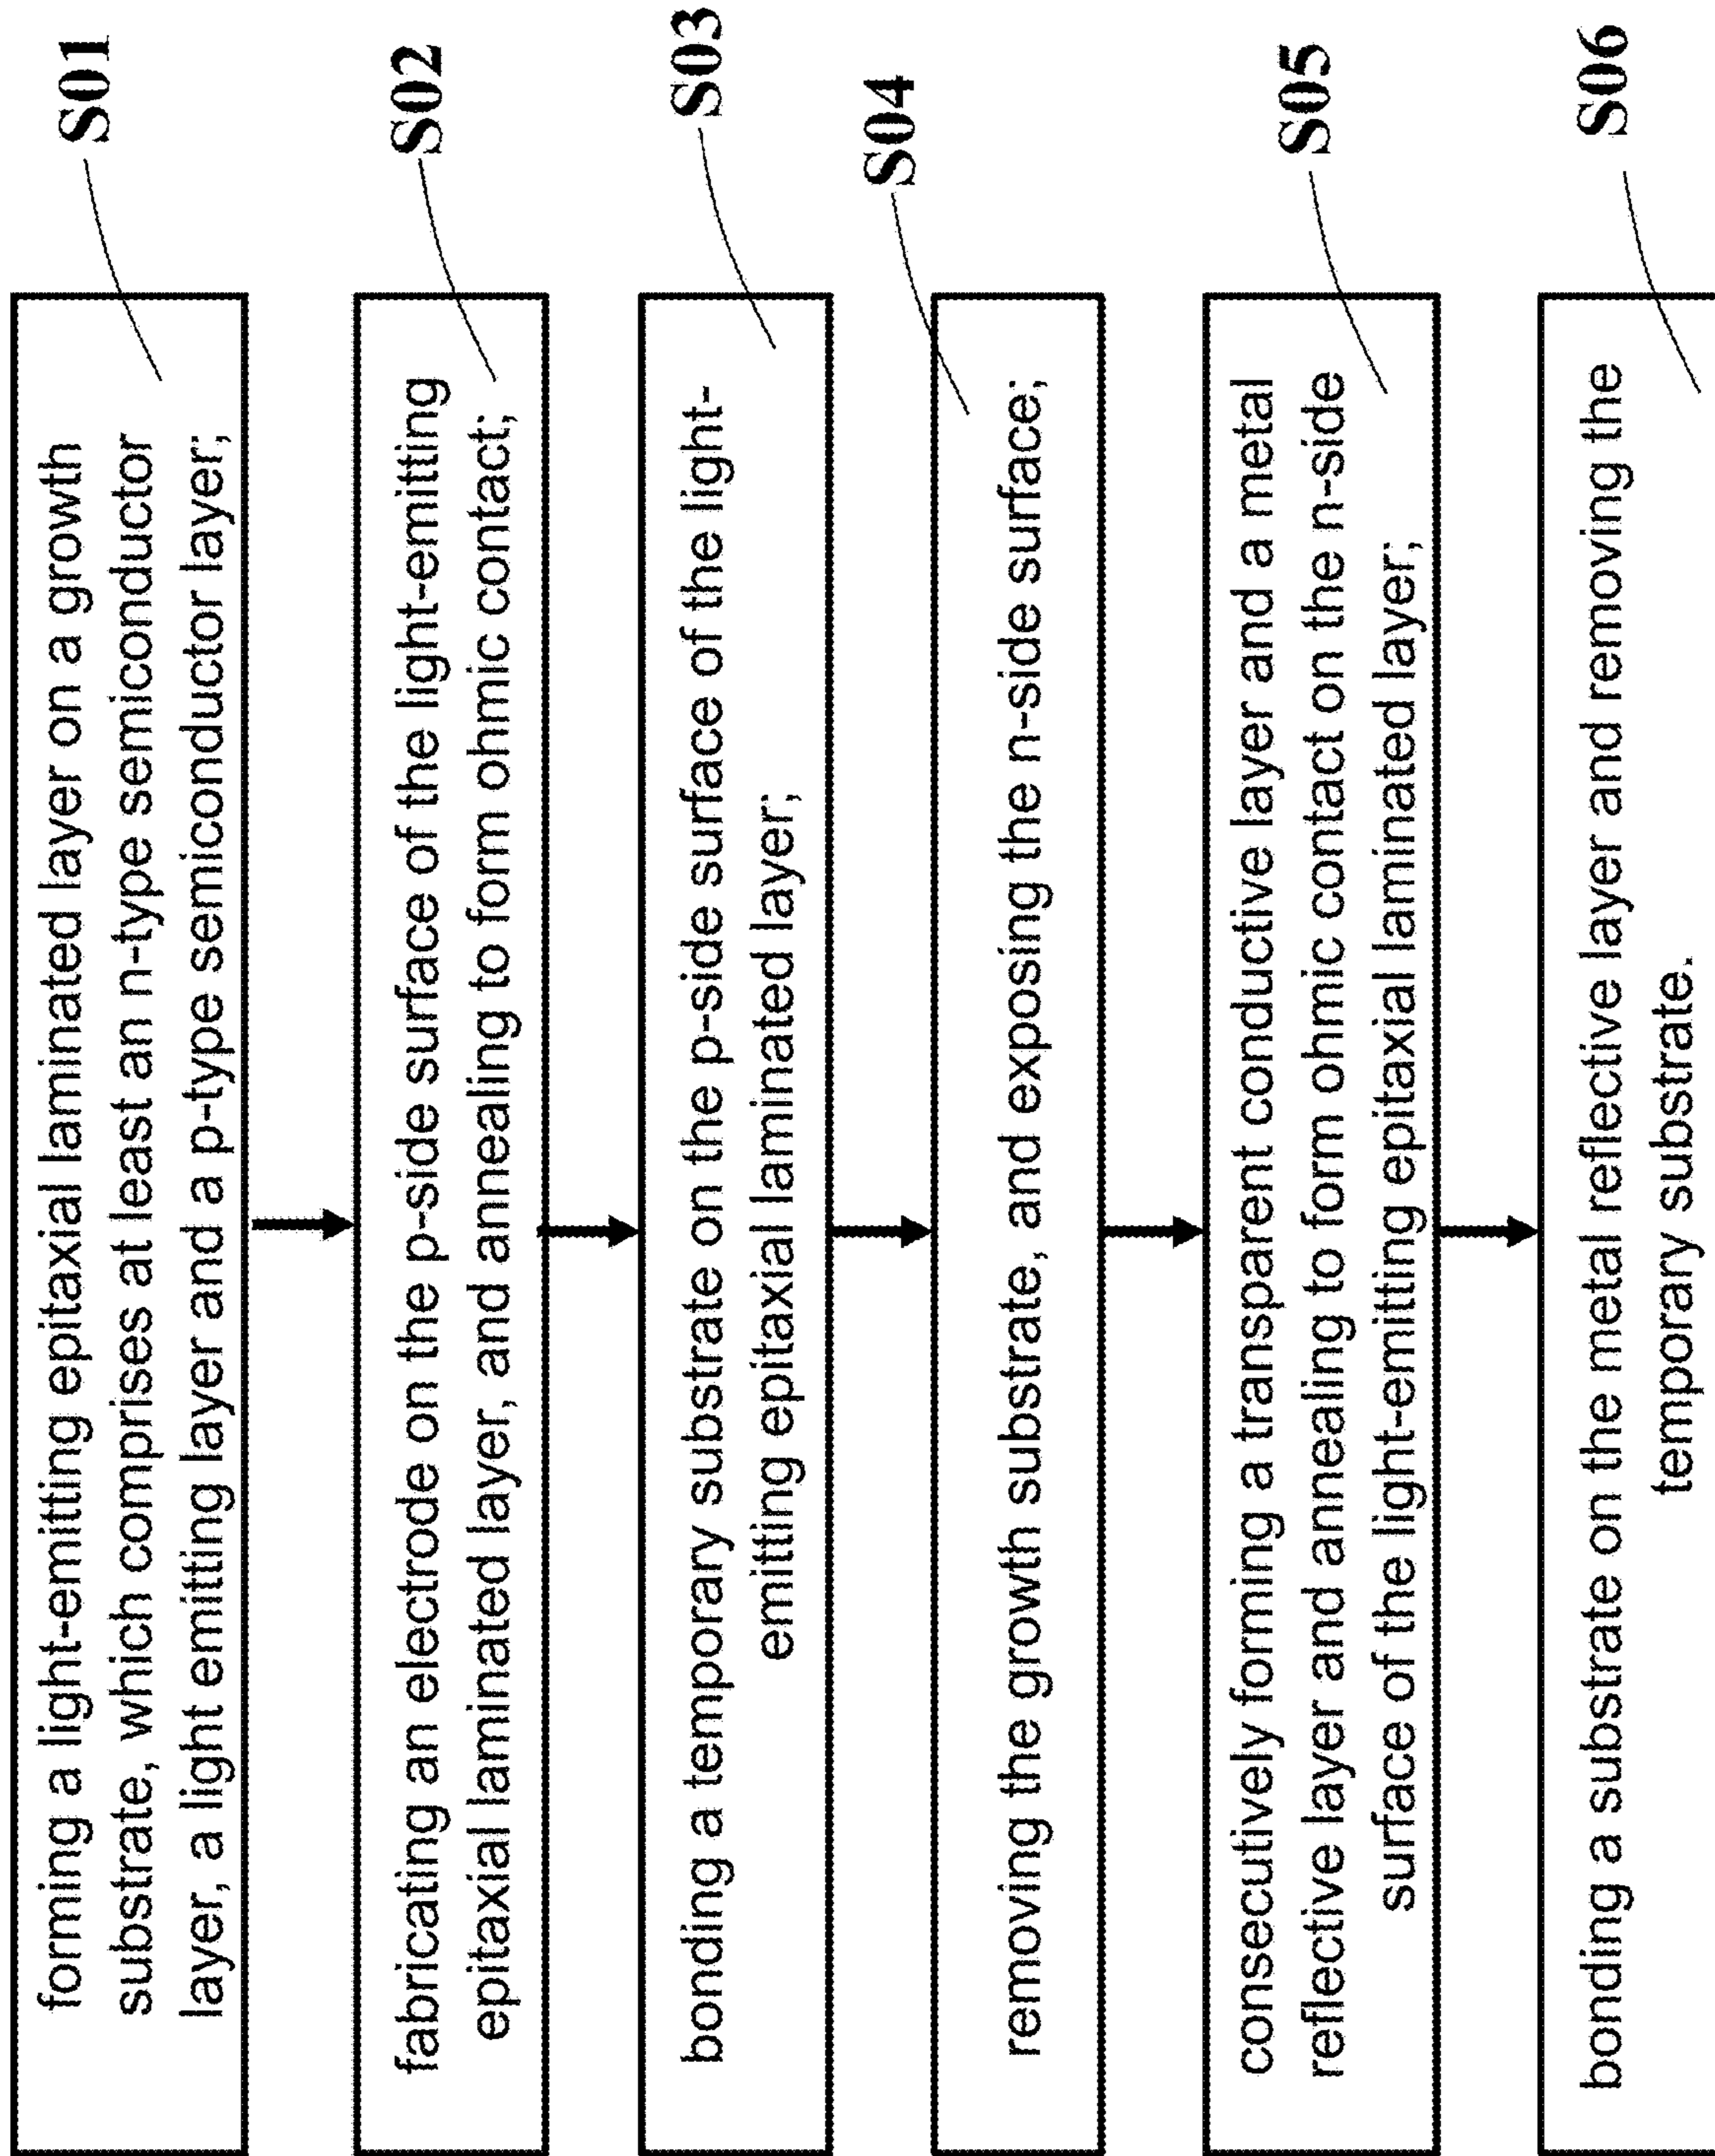 forming a light-emitting epitaxial laminated layer on a growth
substrate, which comprises at least an n-type semiconductor
layer, a light emitting layer and a p-type semiconductor layer;
S01
fabricating an electrode on the p-side surface of the light-emitting
epitaxial laminated layer, and annealing to form ohmic contact;
S02
bonding a temporary substrate on the p-side surface of the light-
emitting epitaxial laminated layer;
S03
removing the growth substrate, and exposing the n-side surface;
S04
consecutively forming a transparent conductive layer and a metal
reflective layer and annealing to form ohmic contact on the n-side
surface of the light-emitting epitaxial laminated layer;
S05
bonding a substrate on the metal reflective layer and removing the
temporary substrate.
S06